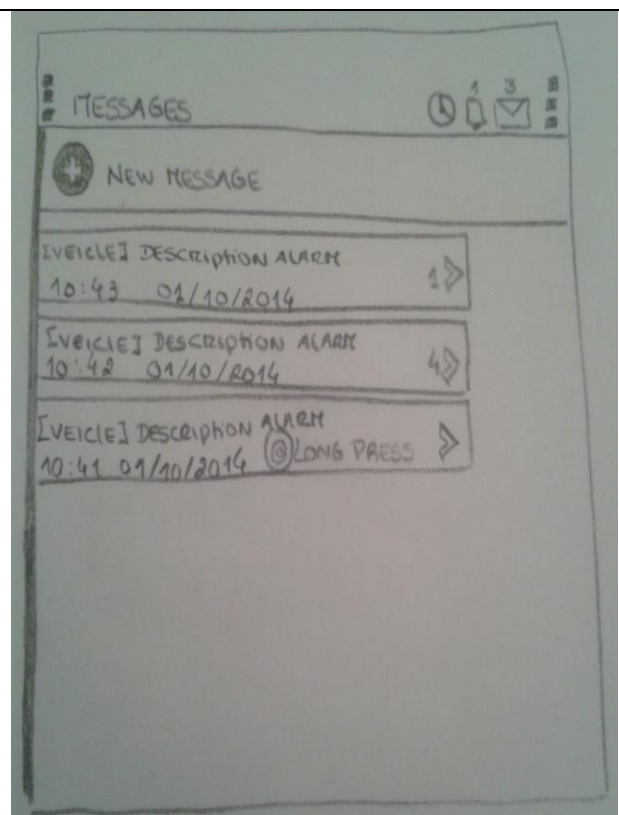 1 3
MESSAGES
NEW MESSAGE
[VEICLE] DESCRIPTION ALARM
10:43 01/10/2014 1
[VEICLE] DESCRIPTION ALARM
10:42 01/10/2014 4
[VEICLE] DESCRIPTION ALARM
10:41 01/10/2014 @ LONG PRESS